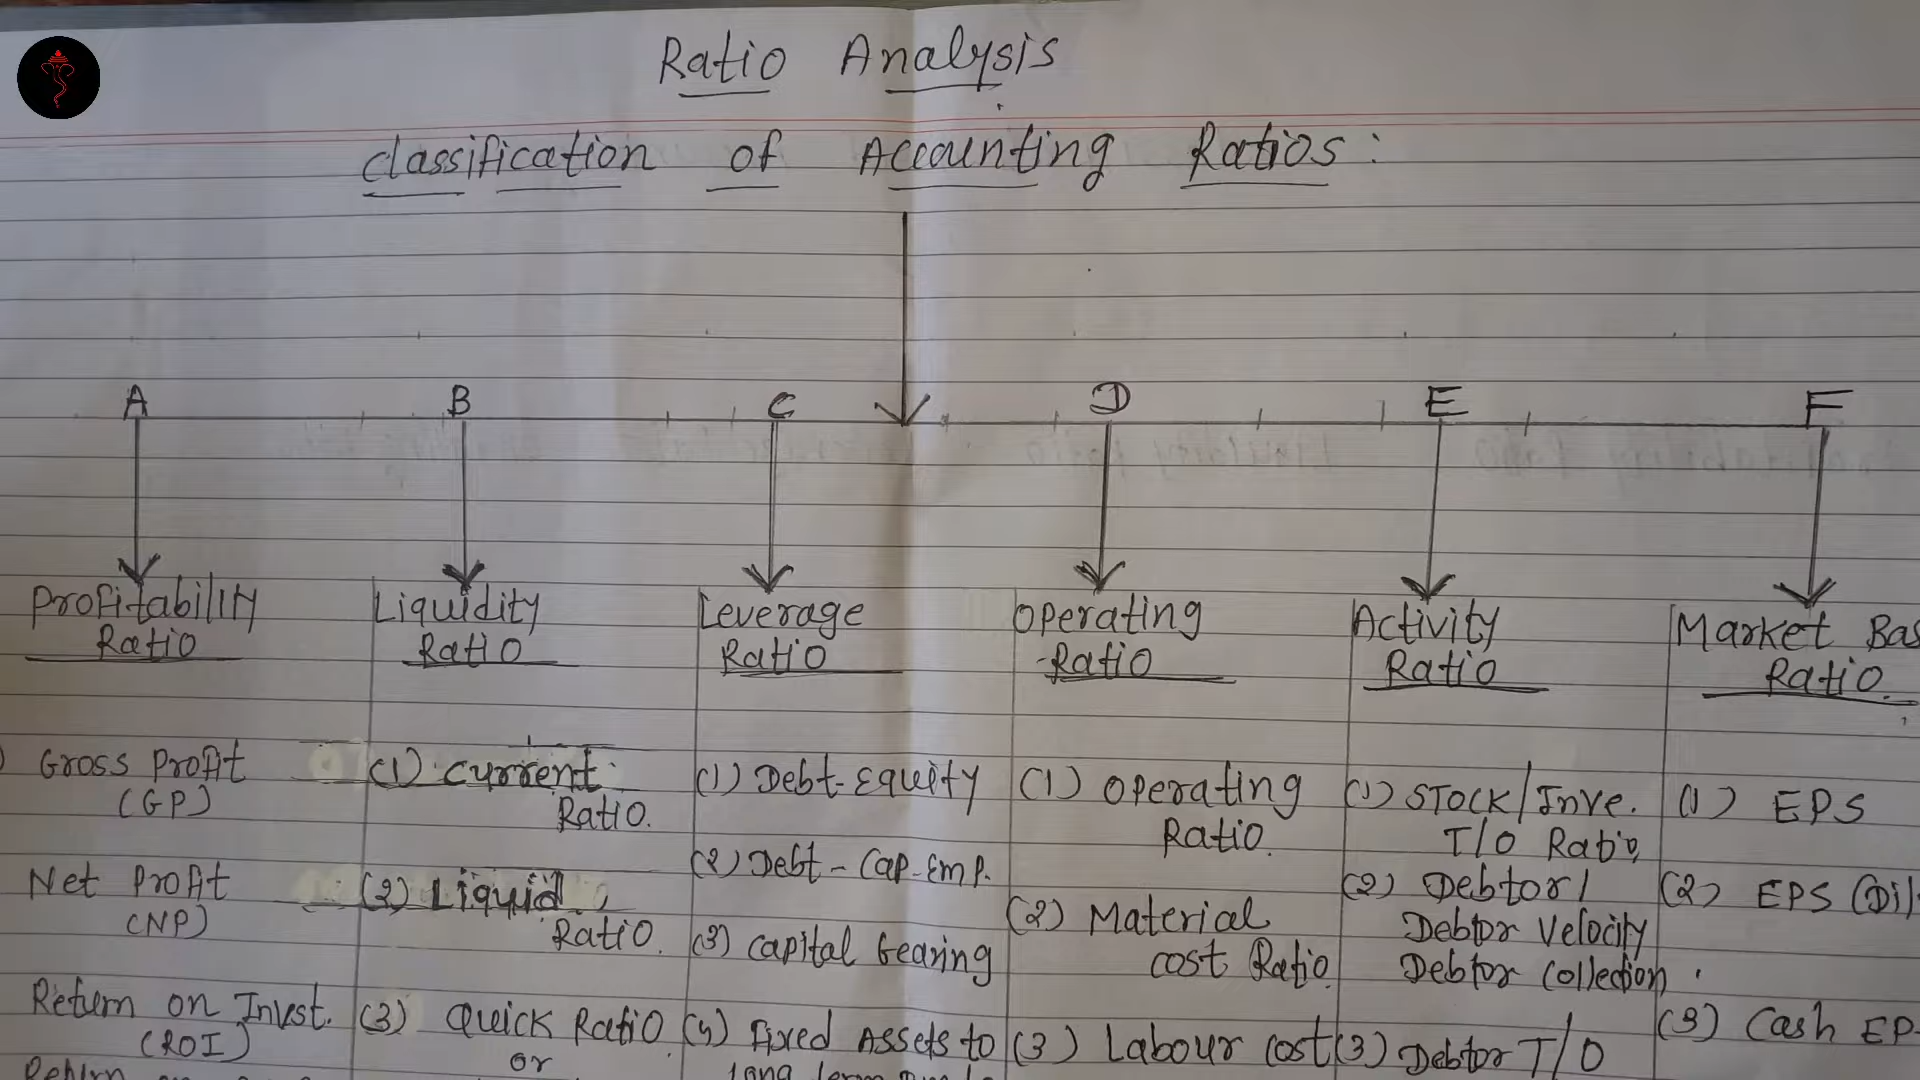 Ratio Analysis
classification of Accounting Ratios:
A B C D E F
Profitability
Ratio
Liquidity
Ratio
Leverage
Ratio
Operating
Ratio
Activity
Ratio
Market Bas
Ratio.
) Gross Profit
(GP)
Net Profit
(NP)
Return on Invst.
(ROI)
Return
(1) Current
Ratio.
(2) Liquid
Ratio.
(3) Quick Ratio
or
(1) Debt-Equity
(2) Debt-Cap-Emp.
(3) Capital Gearing
(4) Fixed Assets to
long term
(1) Operating
Ratio.
(2) Material
cost Ratio
(3) Labour cost
(1) STOCK/Inve.
T/O Ratio
(2) Debtor/
Debtor Velocity
Debtor Collection
(3) Debtor T/O
(1) EPS
(2) EPS (Dil
(3) Cash EP